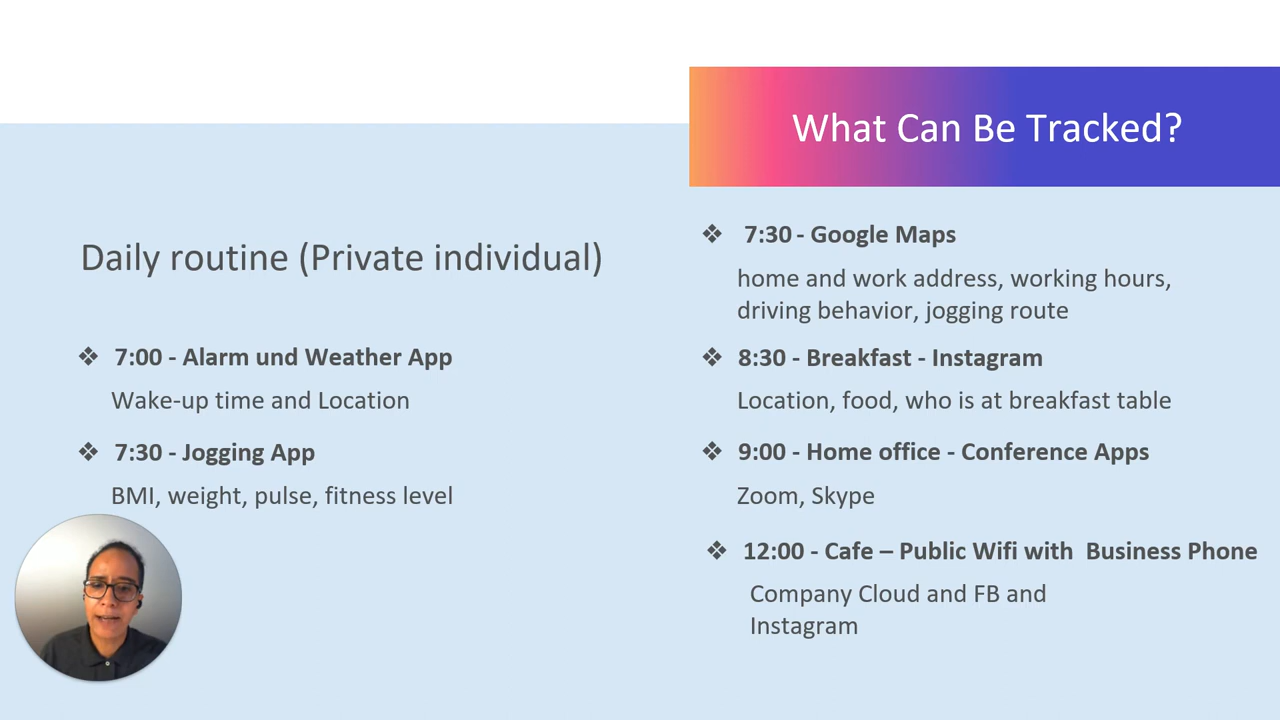 What Can Be Tracked?
Daily routine (Private individual)
❖ 7:00 - Alarm und Weather App
Wake-up time and Location
❖ 7:30 - Jogging App
BMI, weight, pulse, fitness level
❖ 7:30 - Google Maps
home and work address, working hours,
driving behavior, jogging route
❖ 8:30 - Breakfast - Instagram
Location, food, who is at breakfast table
❖ 9:00 - Home office - Conference Apps
Zoom, Skype
❖ 12:00 - Cafe – Public Wifi with  Business Phone
Company Cloud and FB and
Instagram